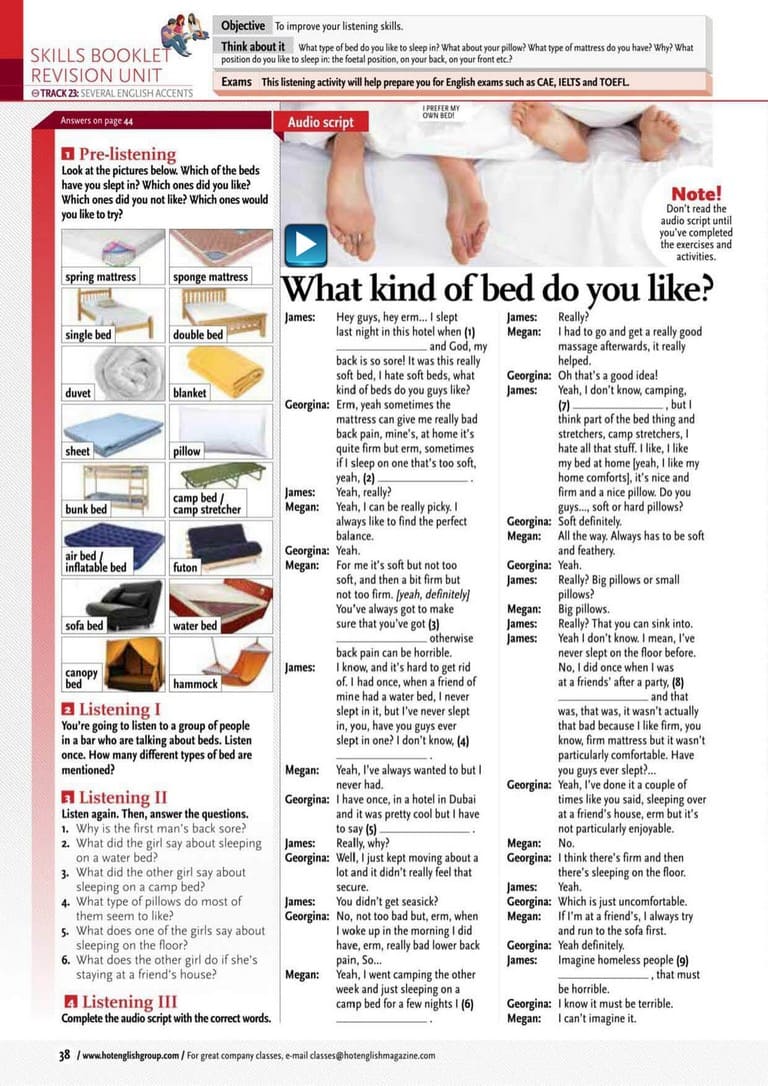 SKILLS BOOKLET
REVISION UNIT
TRACK 23: SEVERAL ENGLISH ACCENTS
Objective To improve your listening skills.
Think about it What type of bed do you like to sleep in? What about your pillow? What type of mattress do you have? Why? What
position do you like to sleep in: the foetal position, on your back, on your front etc.?
Exams This listening activity will help prepare you for English exams such as CAE, IELTS and TOEFL.
Answers on page 44
1 Pre-listening
Look at the pictures below. Which of the beds
have you slept in? Which ones did you like?
Which ones did you not like? Which ones would
you like to try?
spring mattress
sponge mattress
single bed
double bed
duvet
blanket
sheet
pillow
bunk bed
camp bed /
camp stretcher
air bed /
inflatable bed
futon
sofa bed
water bed
canopy
bed
hammock
2 Listening I
You're going to listen to a group of people
in a bar who are talking about beds. Listen
once. How many different types of bed are
mentioned?
3 Listening II
Listen again. Then, answer the questions.
1. Why is the first man's back sore?
2. What did the girl say about sleeping
on a water bed?
3. What did the other girl say about
sleeping on a camp bed?
4. What type of pillows do most of
them seem to like?
5. What does one of the girls say about
sleeping on the floor?
6. What does the other girl do if she's
staying at a friend's house?
4 Listening III
Complete the audio script with the correct words.
Audio script
I PREFER MY
OWN BED!
Note!
Don't read the
audio script until
you've completed
the exercises and
activities.
What kind of bed do you like?
James: Hey guys, hey erm... I slept
last night in this hotel when (1)
____________ and God, my
back is so sore! It was this really
soft bed, I hate soft beds, what
kind of beds do you guys like?
Georgina: Erm, yeah sometimes the
mattress can give me really bad
back pain, mine's, at home it's
quite firm but erm, sometimes
if I sleep on one that's too soft,
yeah, (2) ____________ .
James: Yeah, really?
Megan: Yeah, I can be really picky. I
always like to find the perfect
balance.
Georgina: Yeah.
Megan: For me it's soft but not too
soft, and then a bit firm but
not too firm. [yeah, definitely]
You've always got to make
sure that you've got (3)
____________ otherwise
back pain can be horrible.
James: I know, and it's hard to get rid
of. I had once, when a friend of
mine had a water bed, I never
slept in it, but I've never slept
in, you, have you guys ever
slept in one? I don't know, (4)
____________ .
Megan: Yeah, I've always wanted to but I
never had.
Georgina: I have once, in a hotel in Dubai
and it was pretty cool but I have
to say (5) ____________ .
James: Really, why?
Georgina: Well, I just kept moving about a
lot and it didn't really feel that
secure.
James: You didn't get seasick?
Georgina: No, not too bad but, erm, when
I woke up in the morning I did
have, erm, really bad lower back
pain, So...
Megan: Yeah, I went camping the other
week and just sleeping on a
camp bed for a few nights I (6)
____________ .
James: Really?
Megan: I had to go and get a really good
massage afterwards, it really
helped.
Georgina: Oh that's a good idea!
James: Yeah, I don't know, camping,
(7) ____________ , but I
think part of the bed thing and
stretchers, camp stretchers, I
hate all that stuff. I like, I like
my bed at home [yeah, I like my
home comforts], it's nice and
firm and a nice pillow. Do you
guys..., soft or hard pillows?
Georgina: Soft definitely.
Megan: All the way. Always has to be soft
and feathery.
Georgina: Yeah.
James: Really? Big pillows or small
pillows?
Megan: Big pillows.
James: Really? That you can sink into.
James: Yeah I don't know. I mean, I've
never slept on the floor before.
No, I did once when I was
at a friends' after a party, (8)
____________ and that
was, that was, it wasn't actually
that bad because I like firm, you
know, firm mattress but it wasn't
particularly comfortable. Have
you guys ever slept?...
Georgina: Yeah, I've done it a couple of
times like you said, sleeping over
at a friend's house, erm but it's
not particularly enjoyable.
Megan: No.
Georgina: I think there's firm and then
there's sleeping on the floor.
James: Yeah.
Georgina: Which is just uncomfortable.
Megan: If I'm at a friend's, I always try
and run to the sofa first.
Georgina: Yeah definitely.
James: Imagine homeless people (9)
____________ , that must
be horrible.
Georgina: I know it must be terrible.
Megan: I can't imagine it.
38 / www.hotenglishgroup.com / For great company classes, e-mail classes@hotenglishmagazine.com